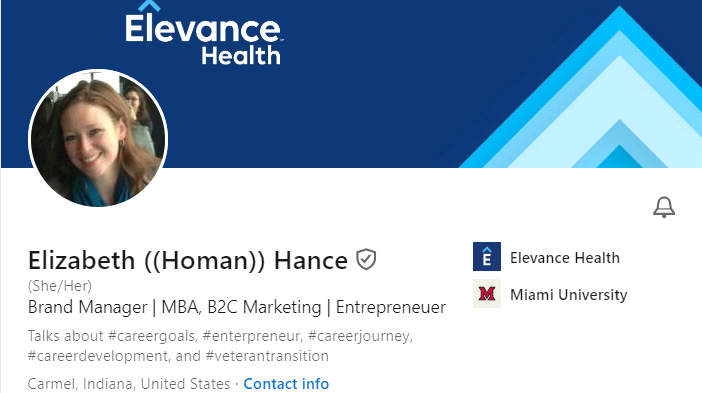 Elevance
Health
Elizabeth ((Homan)) Hance
(She/Her)
Brand Manager | MBA, B2C Marketing | Entrepreneuer
Talks about #careergoals, #enterpreneur, #careerjourney,
#careerdevelopment, and #veterantransition
Carmel, Indiana, United States · Contact info
Elevance Health
Miami University